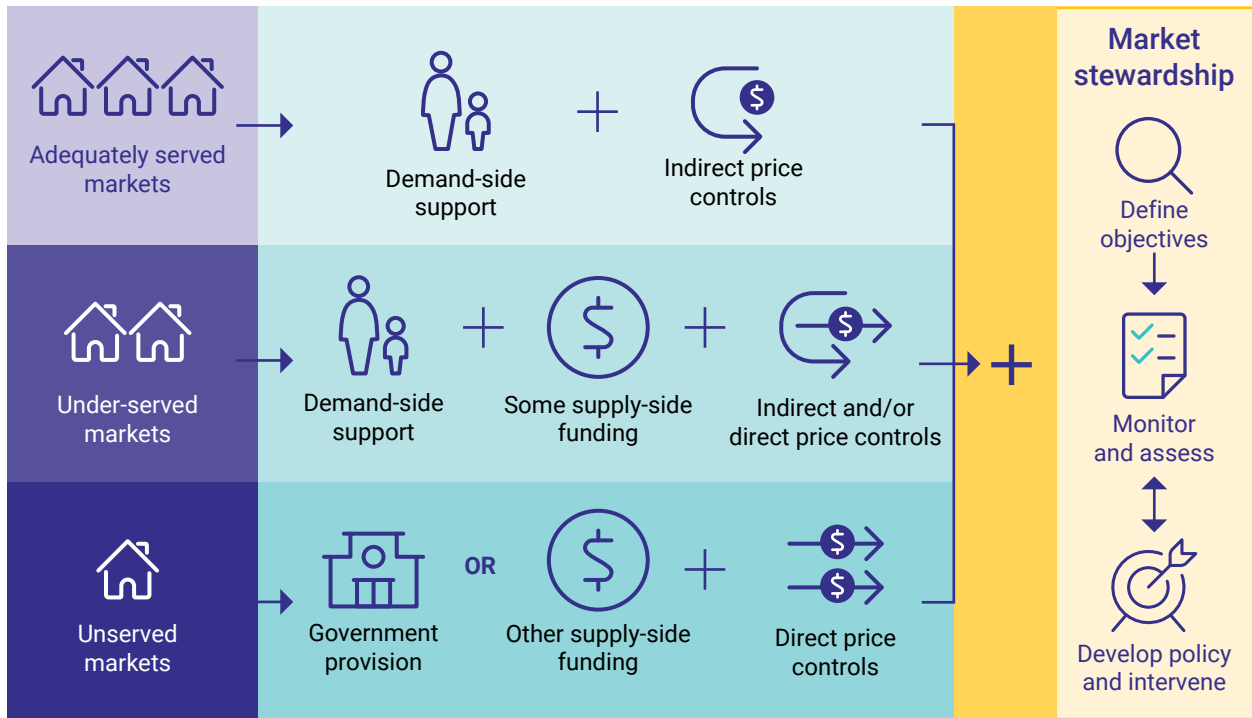 Adequately served
markets
Demand-side
support
Indirect price
controls
Under-served
markets
Demand-side
support
Some supply-side
funding
Indirect and/or
direct price controls
Unserved
markets
Government
provision
OR
Other supply-side
funding
Direct price
controls
Market
stewardship
Define
objectives
Monitor
and assess
Develop policy
and intervene